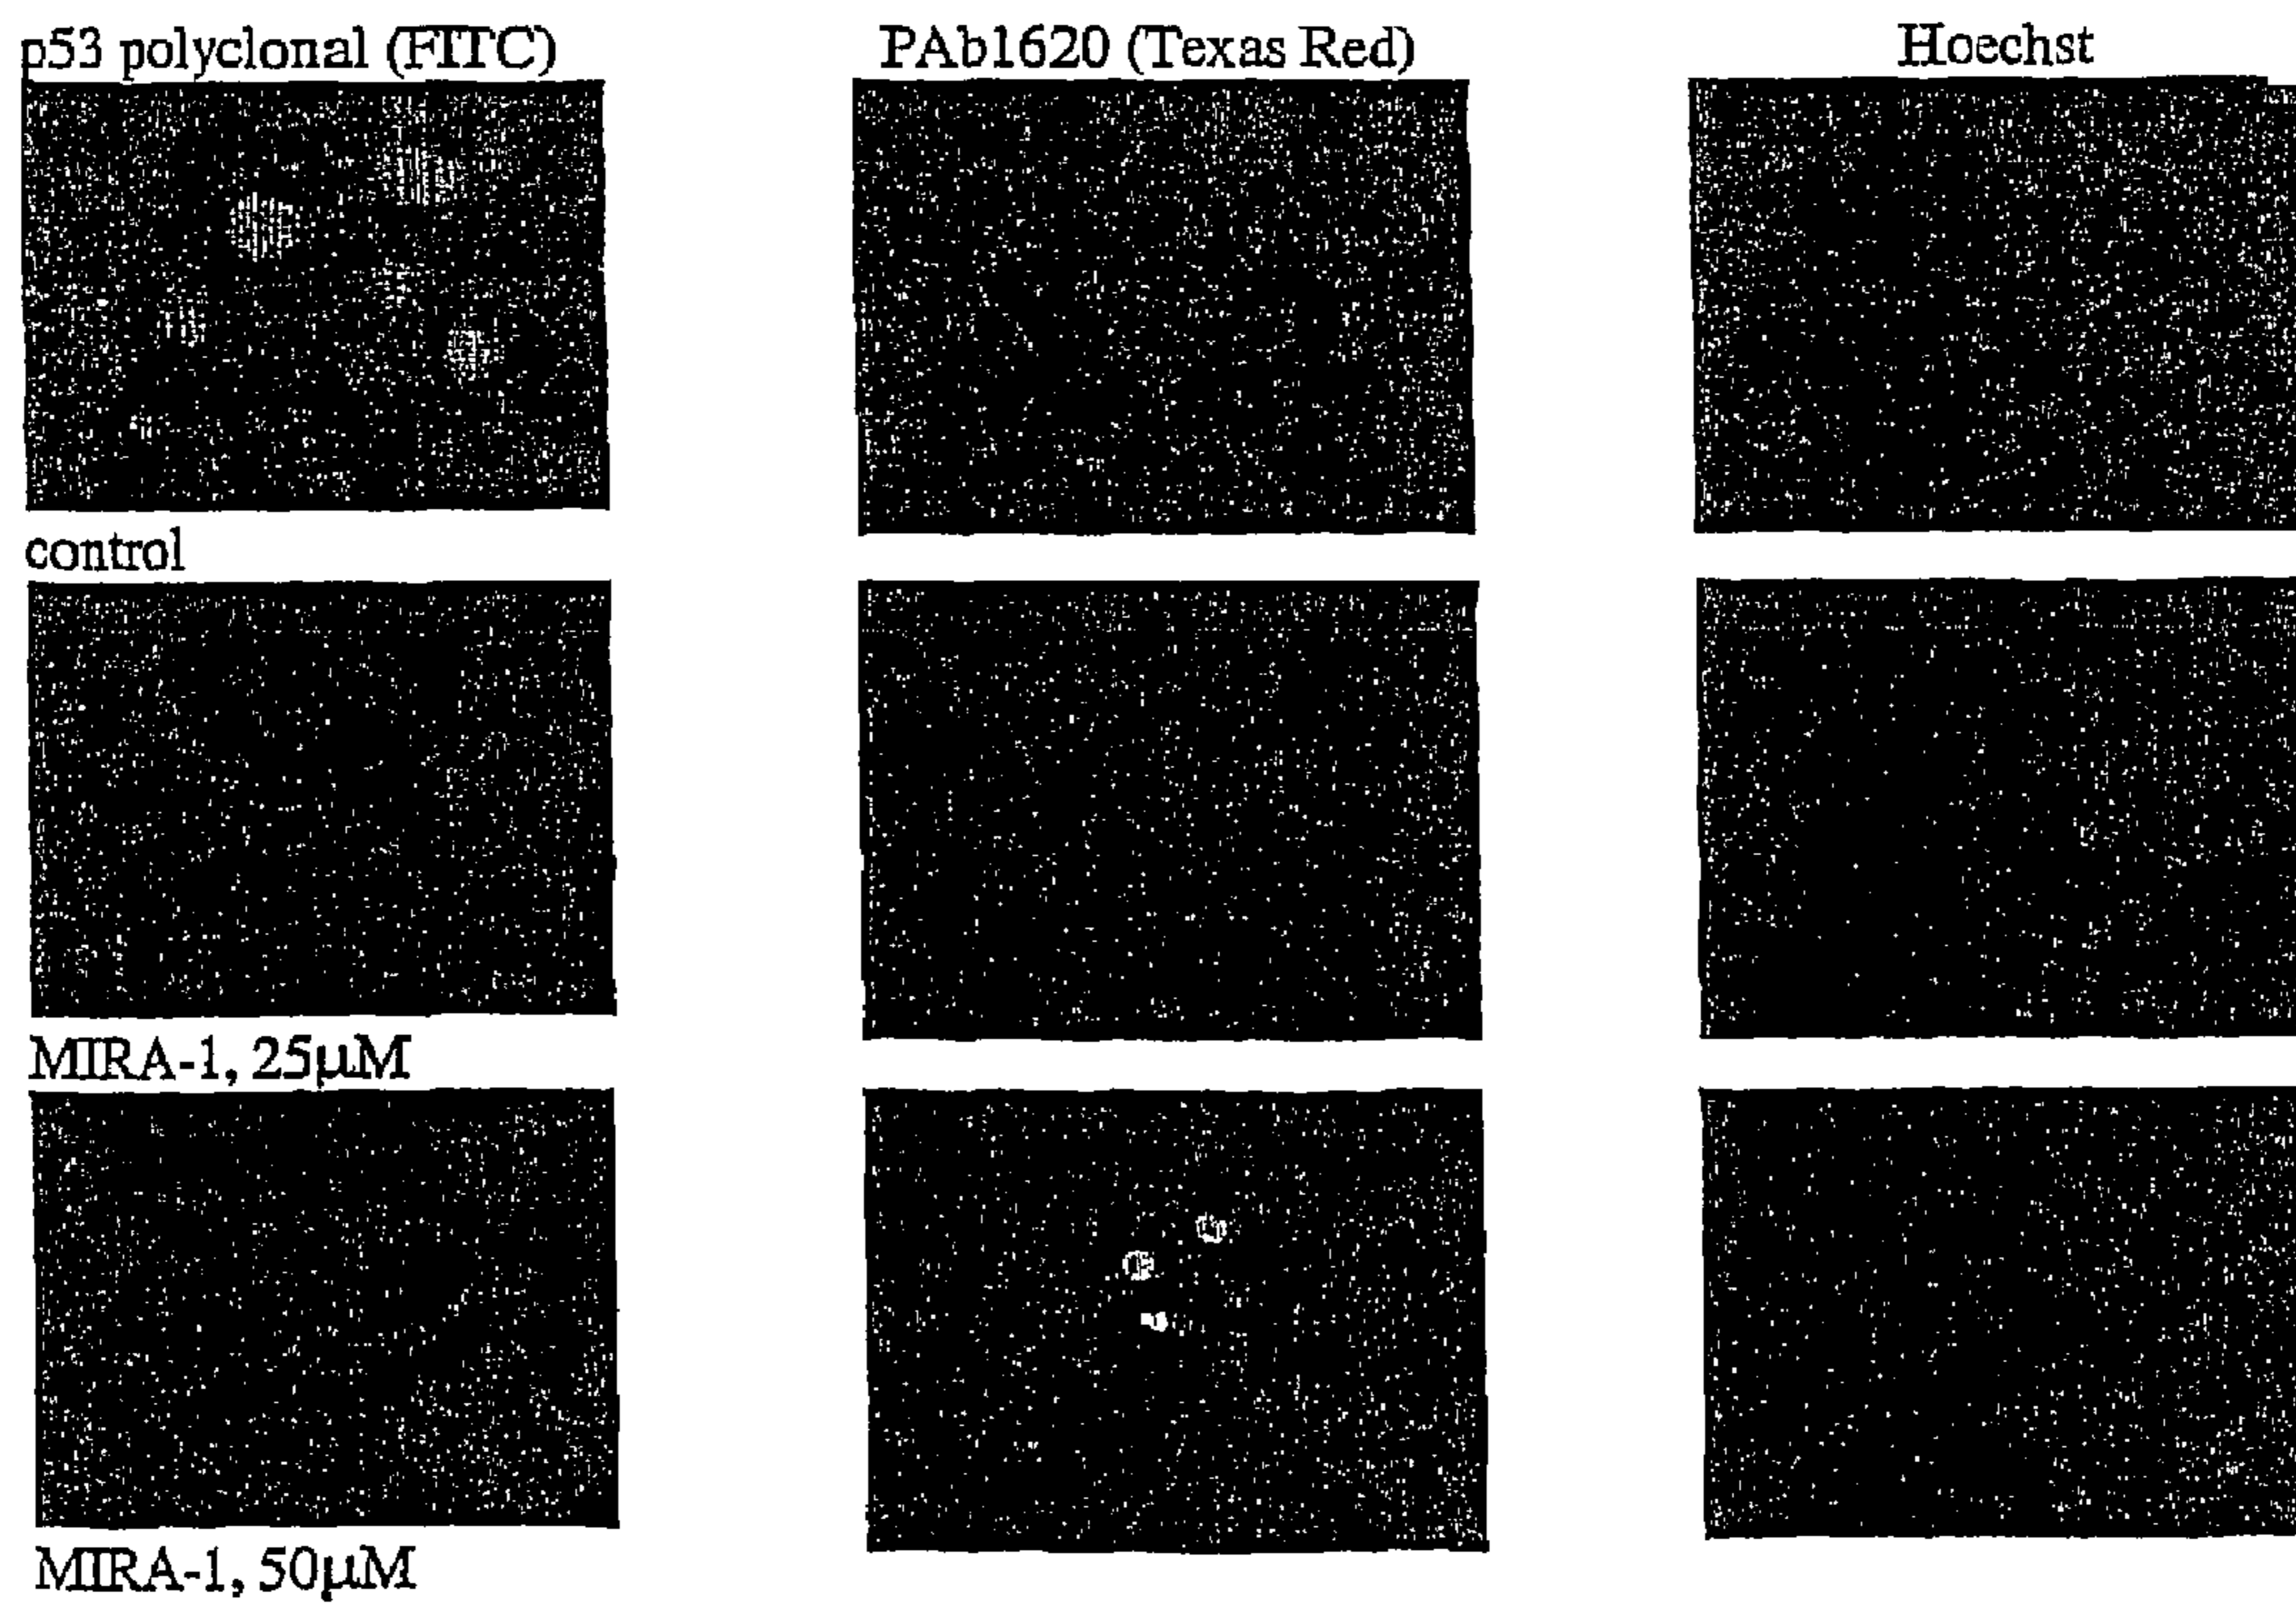 p53 polyclonal (FITC)
PAb1620 (Texas Red)
Hoechst
control
MIRA-1, 25µM
MIRA-1, 50µM